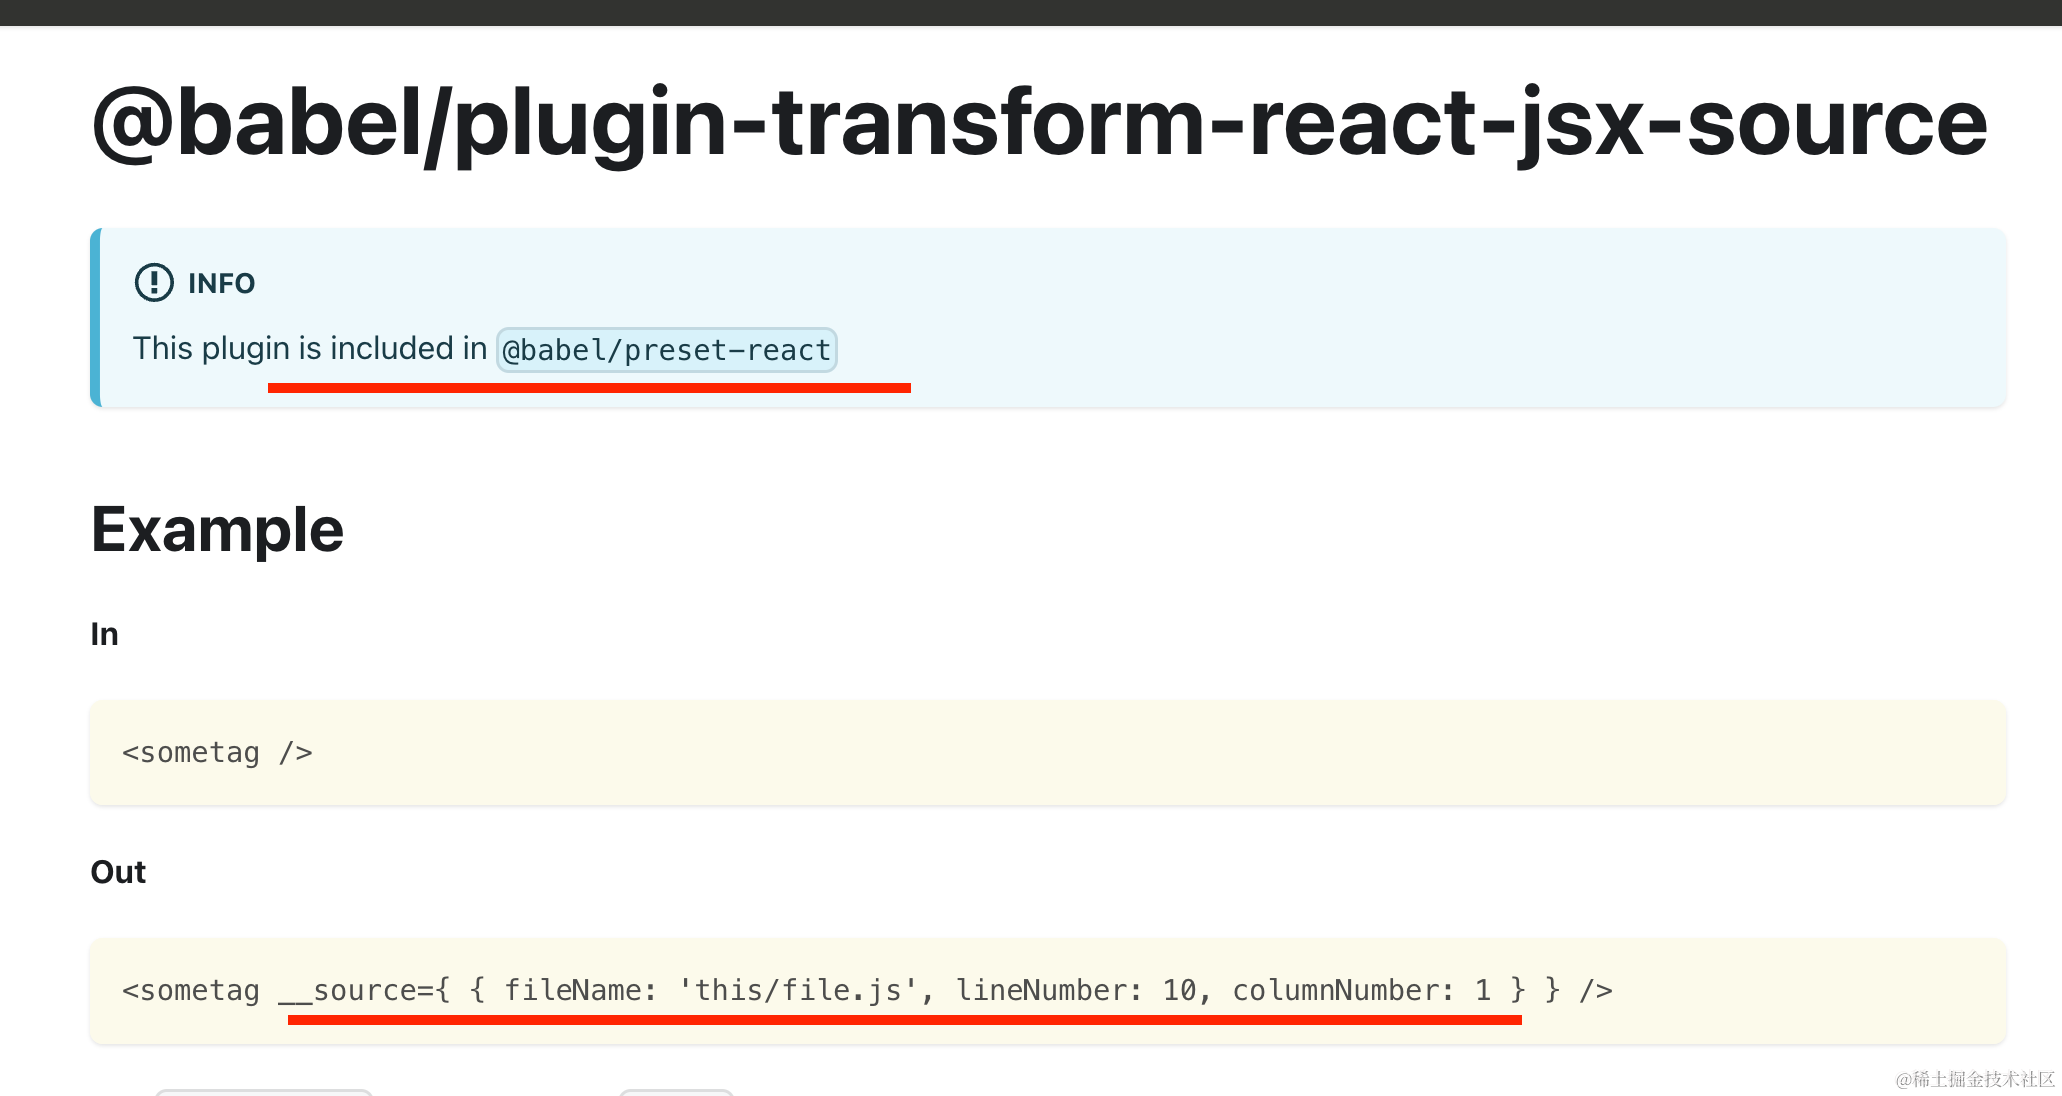 @babel/plugin-transform-react-jsx-source
INFO
This plugin is included in @babel/preset-react
Example
In
<sometag />
Out
<sometag __source={ { fileName: 'this/file.js', lineNumber: 10, columnNumber: 1 } } />
@稀土掘金技术社区